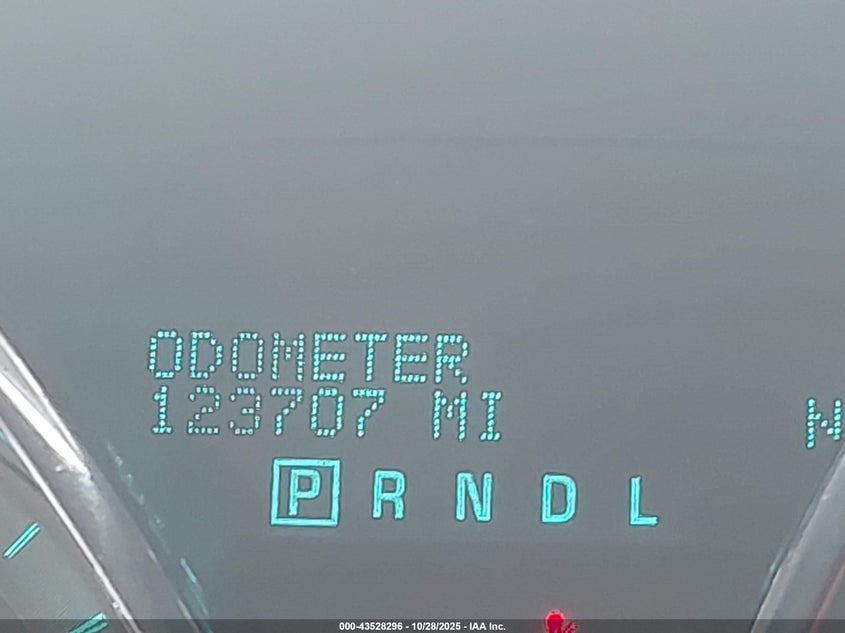 ODOMETER
123707 MI
N
P R N D L
000-43528296 - 10/28/2025 - IAA Inc.